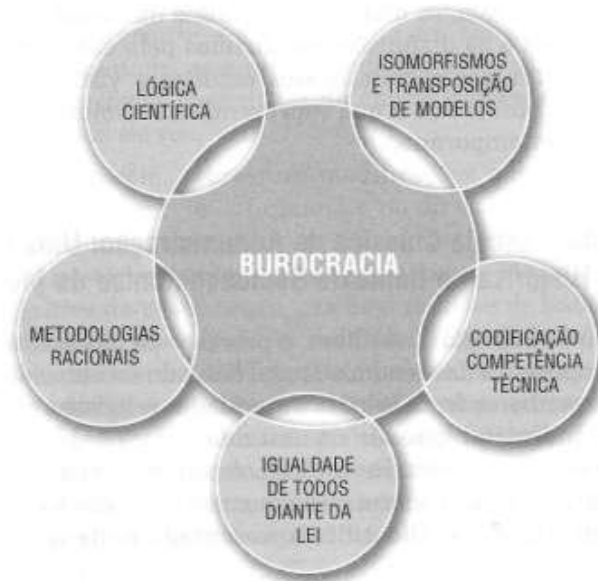 LÓGICA
CIENTÍFICA
ISOMORFISMOS
E TRANSPOSIÇÃO
DE MODELOS
BUROCRACIA
METODOLOGIAS
RACIONAIS
CODIFICAÇÃO
COMPETÊNCIA
TÉCNICA
IGUALDADE
DE TODOS
DIANTE DA
LEI